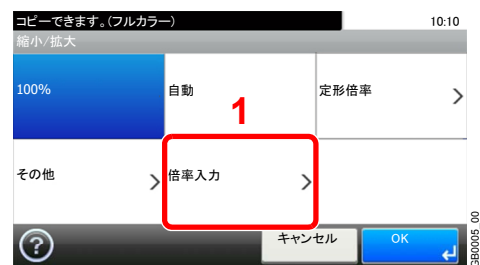 コピーできます。(フルカラー) 10:10
縮小/拡大
100% 自動 定形倍率
1
その他 倍率入力
? キャンセル OK
GB0005_00